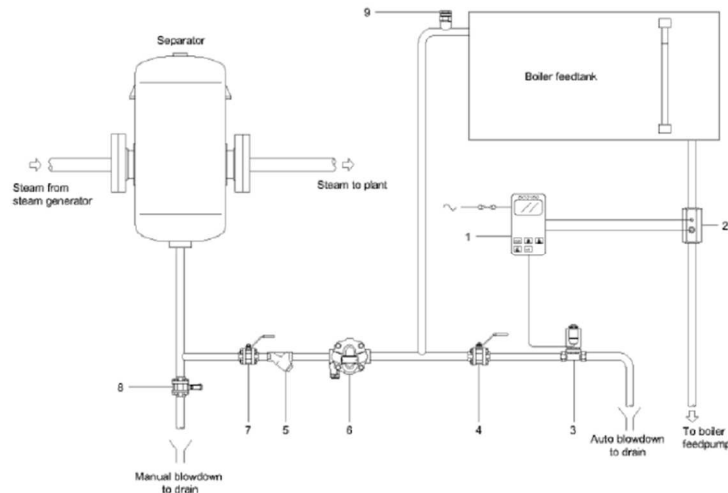 9
Separator
Boiler feedtank
Steam from
steam generator
Steam to plant
1
2
8
7
5
6
4
3
Manual blowdown
to drain
Auto blowdown
to drain
To boiler
feedpump